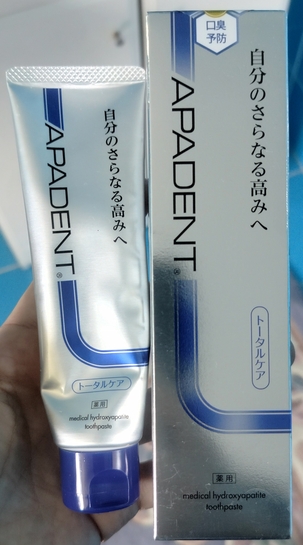 自分のさらなる高みへ
APADENT®
トータルケア
薬用
medical hydroxyapatite
toothpaste
口臭
予防
自分のさらなる高みへ
APADENT®
トータルケア
薬用
medical hydroxyapatite
toothpaste